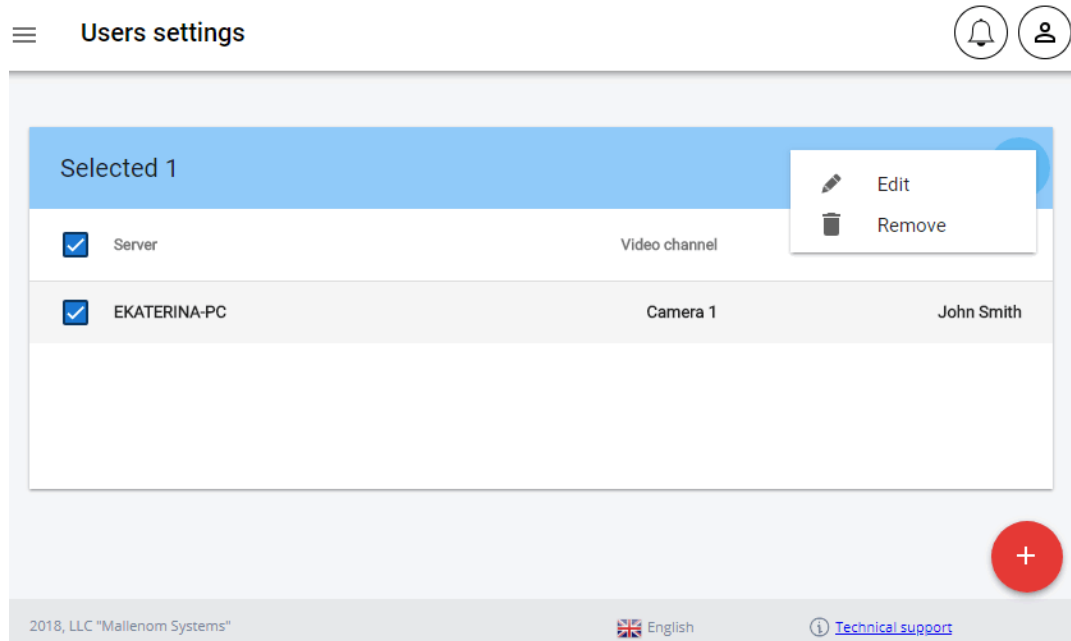 Users settings
Selected 1
Edit
Remove
Server Video channel
EKATERINA-PC Camera 1 John Smith
2018, LLC "Mallenom Systems" English Technical support